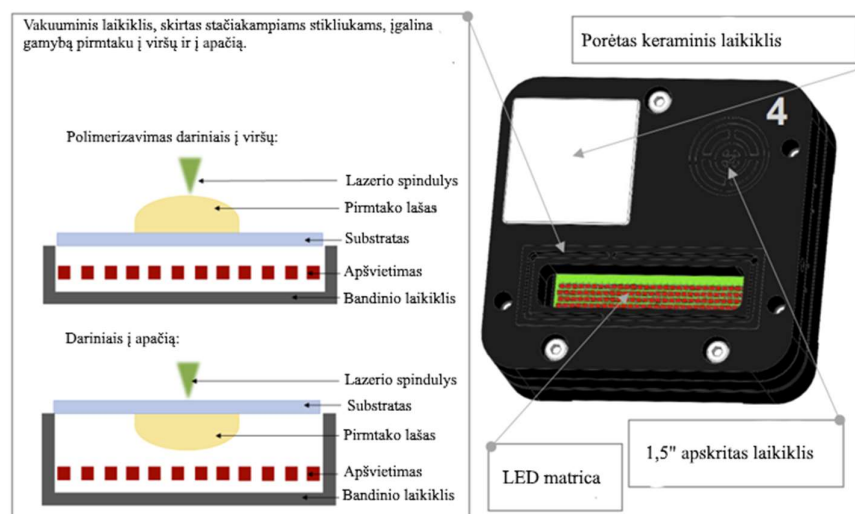 Vakuuminis laikiklis, skirtas stačiakampiams stikliukams, įgalina
gamybą pirmtaku į viršų ir į apačią.
Polimerizavimas dariniais į viršų:
Lazerio spindulys
Pirmtako lašas
Substratas
Apšvietimas
Bandinio laikiklis
Dariniais į apačią:
Lazerio spindulys
Substratas
Pirmtako lašas
Apšvietimas
Bandinio laikiklis
Porėtas keraminis laikiklis
4
LED matrica
1,5" apskritas laikiklis